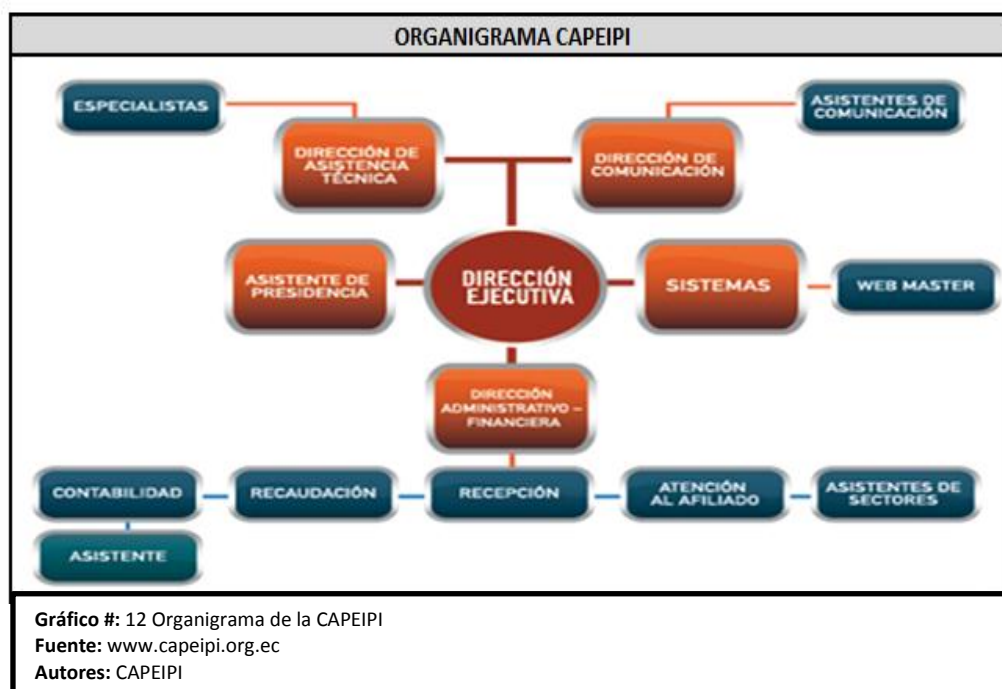 ORGANIGRAMA CAPEIPI
ESPECIALISTAS
ASISTENTES DE
COMUNICACIÓN
DIRECCIÓN DE
ASISTENCIA
TÉCNICA
DIRECCIÓN DE
COMUNICACIÓN
ASISTENTE DE
PRESIDENCIA
DIRECCIÓN
EJECUTIVA
SISTEMAS
WEB MASTER
DIRECCIÓN
ADMINISTRATIVO –
FINANCIERA
CONTABILIDAD
RECAUDACIÓN
RECEPCIÓN
ATENCIÓN
AL AFILIADO
ASISTENTES DE
SECTORES
ASISTENTE
Gráfico #: 12 Organigrama de la CAPEIPI
Fuente: www.capeipi.org.ec
Autores: CAPEIPI